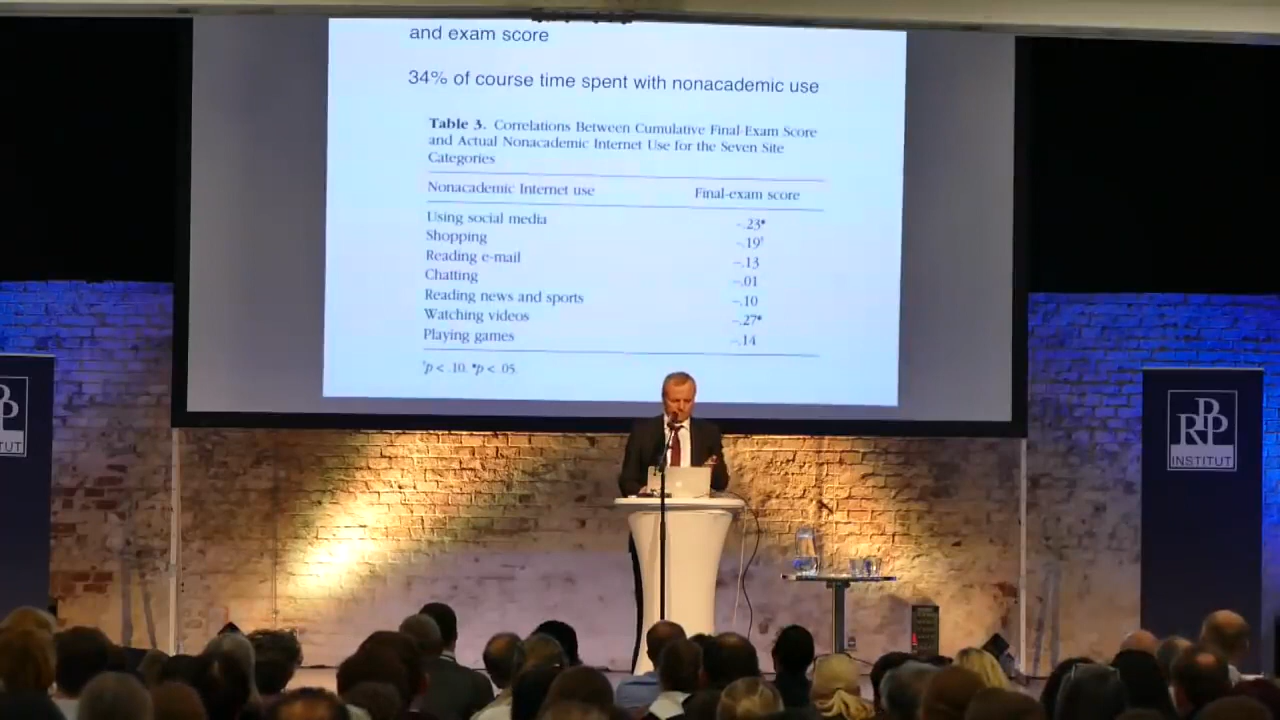 and exam score
34% of course time spent with nonacademic use
Table 3. Correlations Between Cumulative Final-Exam Score
and Actual Nonacademic Internet Use for the Seven Site
Categories
Nonacademic Internet use Final-exam score
Using social media –.23*
Shopping –.19†
Reading e-mail –.13
Chatting –.01
Reading news and sports –.10
Watching videos –.27*
Playing games –.14
†p < .10. *p < .05.
RPP
INSTITUT